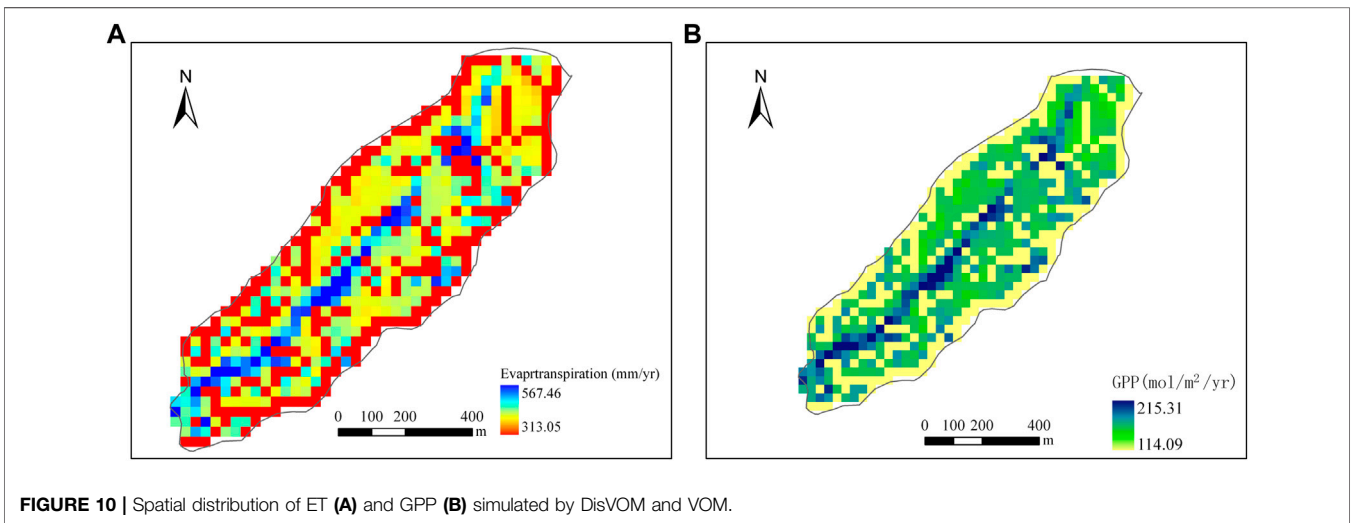 A
B
N
N
Evaprtranspiration (mm/yr)
567.46
313.05
0 100 200 400
m
GPP(mol/m²/yr)
215.31
114.09
0 100 200 400
m
FIGURE 10 | Spatial distribution of ET (A) and GPP (B) simulated by DisVOM and VOM.